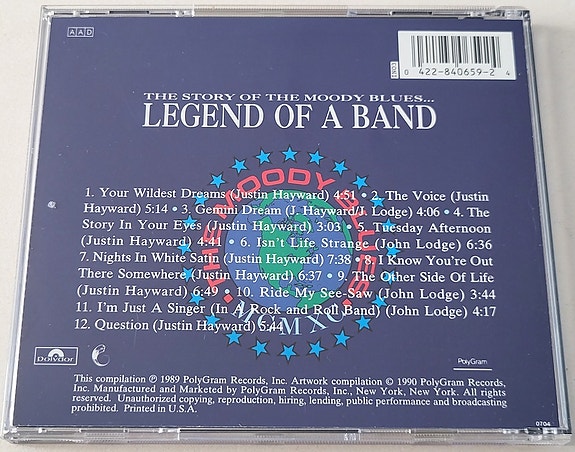 AAD
INO3
0 422-840659-2 4
THE STORY OF THE MOODY BLUES...
LEGEND OF A BAND
THE MOODY BLUES
1. Your Wildest Dreams (Justin Hayward) 4:51 • 2. The Voice (Justin
Hayward) 5:14 • 3. Gemini Dream (J. Hayward/J. Lodge) 4:06 • 4. The
Story In Your Eyes (Justin Hayward) 3:03 • 5. Tuesday Afternoon
(Justin Hayward) 4:41 • 6. Isn't Life Strange (John Lodge) 6:36
7. Nights In White Satin (Justin Hayward) 7:38 • 8. I Know You're Out
There Somewhere (Justin Hayward) 6:37 • 9. The Other Side Of Life
(Justin Hayward) 6:49 • 10. Ride My See-Saw (John Lodge) 3:44
11. I'm Just A Singer (In A Rock and Roll Band) (John Lodge) 4:17
12. Question (Justin Hayward) 5:44
MCMXC
Polydor
PolyGram
This compilation ℗ 1989 PolyGram Records, Inc. Artwork compilation © 1990 PolyGram Records,
Inc. Manufactured and Marketed by PolyGram Records, Inc., New York, New York. All rights
reserved. Unauthorized copying, reproduction, hiring, lending, public performance and broadcasting
prohibited. Printed in U.S.A.
0704